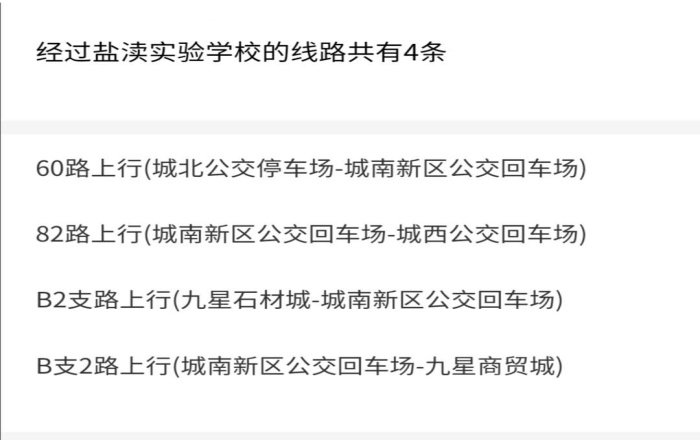 经过盐渎实验学校的线路共有4条
60路上行(城北公交停车场-城南新区公交回车场)
82路上行(城南新区公交回车场-城西公交回车场)
B2支路上行(九星石材城-城南新区公交回车场)
B支2路上行(城南新区公交回车场-九星商贸城)